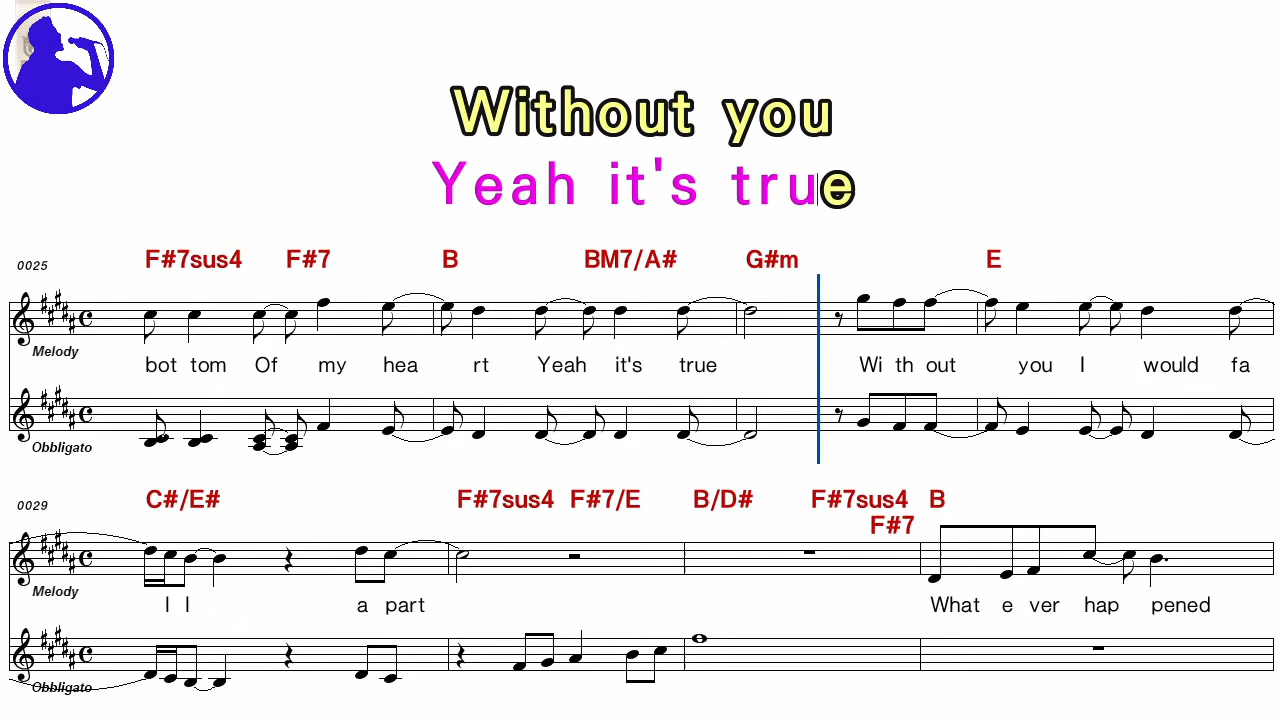 Without you
Yeah it's true
0025 F#7sus4 F#7 B BM7/A# G#m E
Melody
bot tom Of my hea rt Yeah it's true Wi th out you I would fa
Obbligato
0029 C#/E# F#7sus4 F#7/E B/D# F#7sus4 B
F#7
Melody
I I a part What e ver hap pened
Obbligato